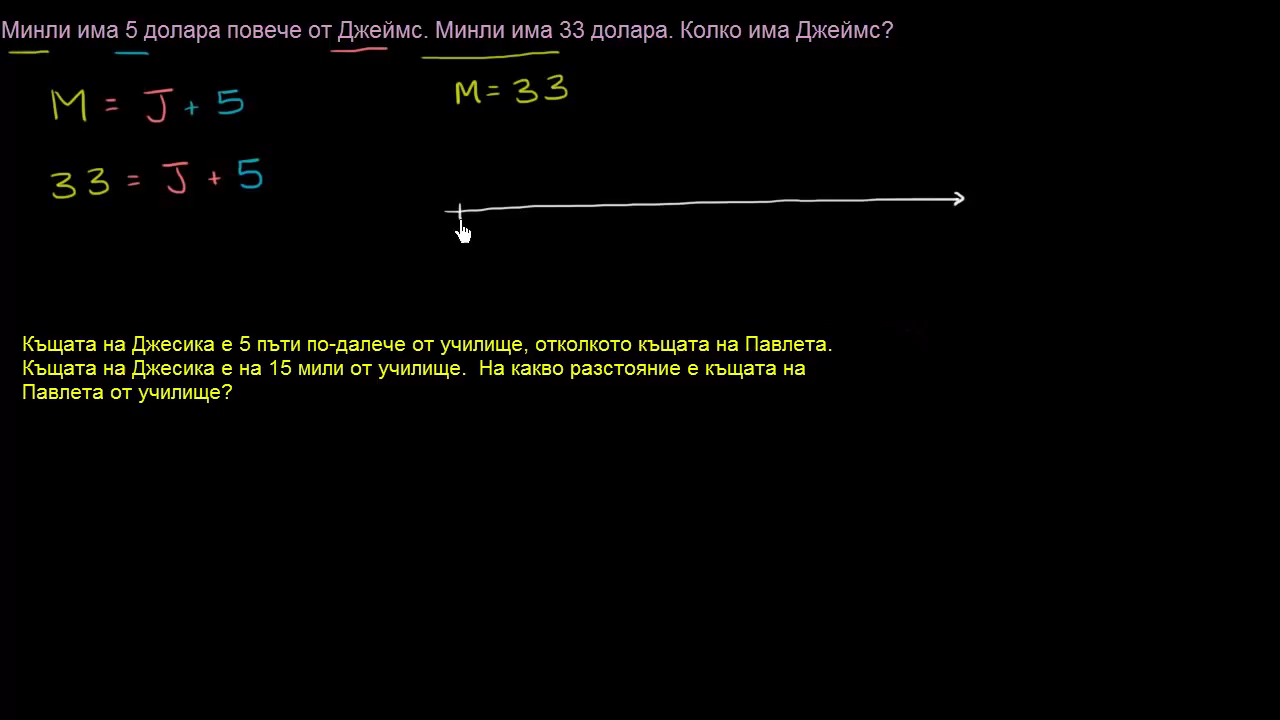 Минли има 5 долара повече от Джеймс. Минли има 33 долара. Колко има Джеймс?
M = J + 5
M = 33
33 = J + 5
Къщата на Джесика е 5 пъти по-далече от училище, отколкото къщата на Павлета.
Къщата на Джесика е на 15 мили от училище. На какво разстояние е къщата на
Павлета от училище?